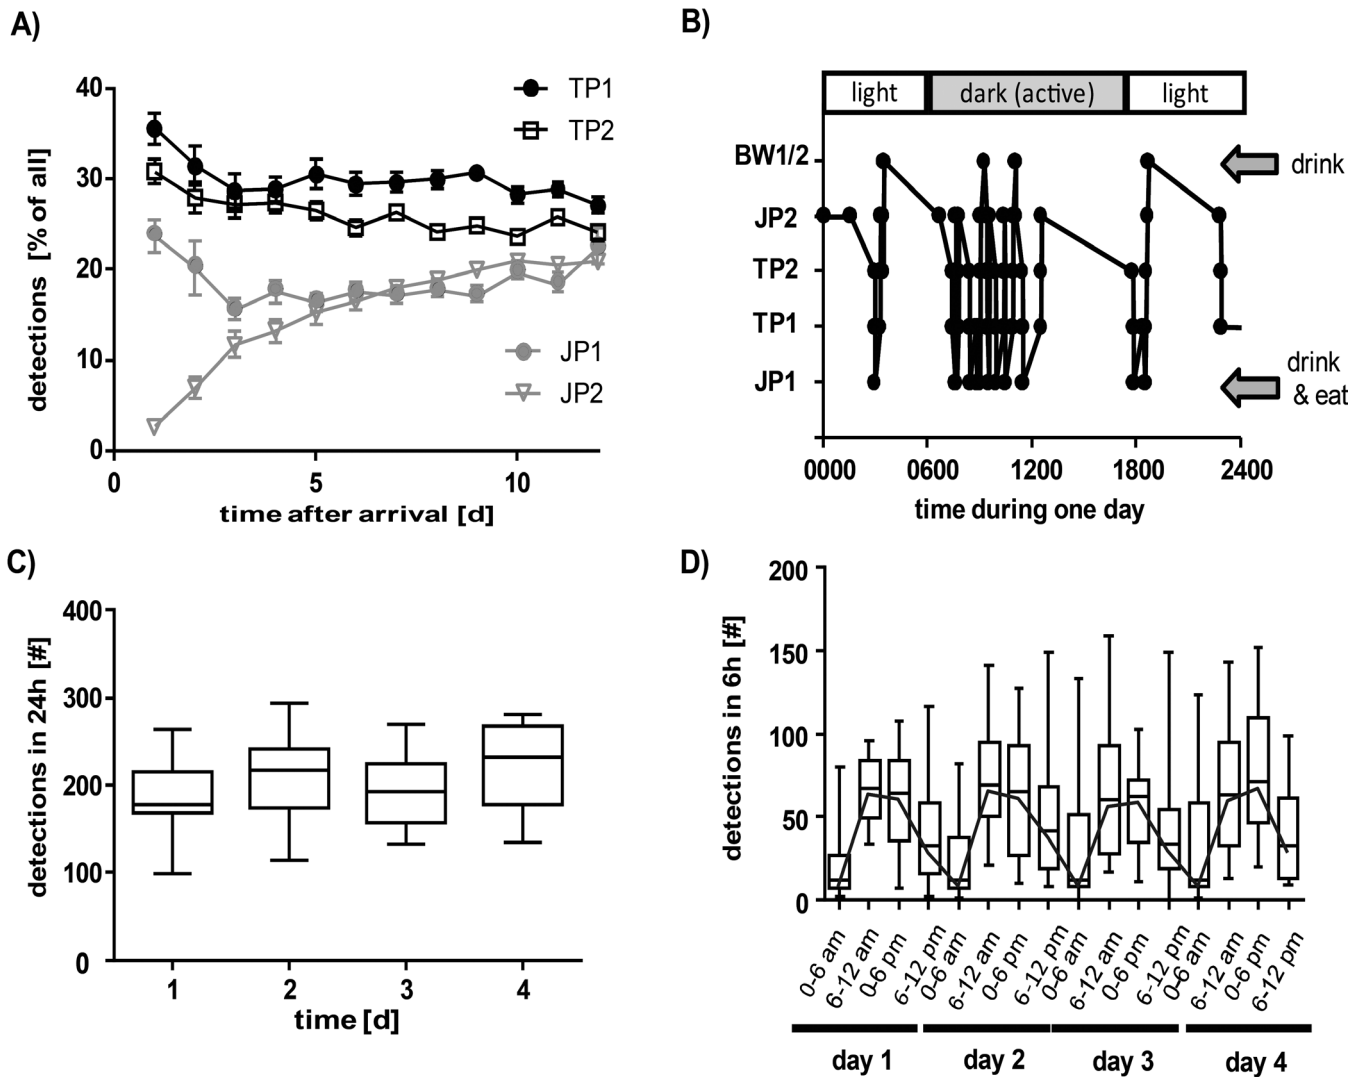 A)
detections [% of all]
40
30
20
10
0
TP1
TP2
JP1
JP2
0
5
10
time after arrival [d]
B)
light
dark (active)
light
BW1/2
JP2
TP2
TP1
JP1
drink
drink
& eat
0000
0600
1200
1800
2400
time during one day
C)
detections in 24h [#]
400
300
200
100
0
1
2
3
4
time [d]
D)
detections in 6h [#]
200
150
100
50
0
0-6 am
6-12 am
0-6 pm
6-12 pm
0-6 am
6-12 am
0-6 pm
6-12 pm
0-6 am
6-12 am
0-6 pm
6-12 pm
0-6 am
6-12 am
0-6 pm
6-12 pm
day 1
day 2
day 3
day 4